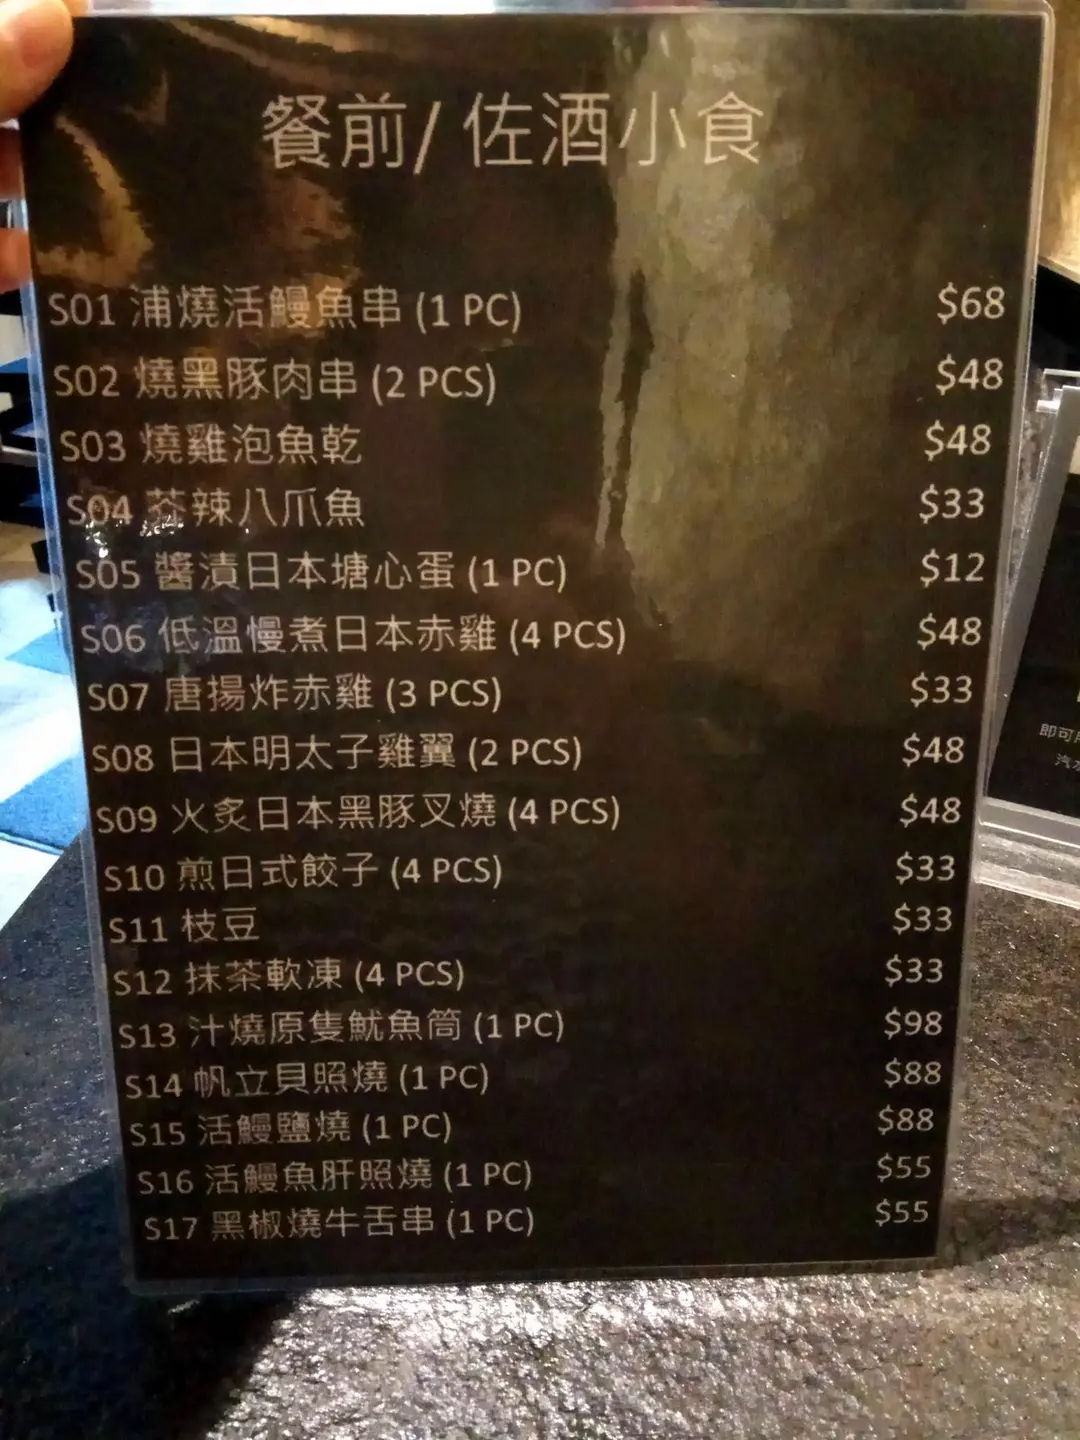 餐前/ 佐酒小食
S01 浦燒活鰻魚串 (1 PC) $68
S02 燒黑豚肉串 (2 PCS) $48
S03 燒雞泡魚乾 $48
S04 芥辣八爪魚 $33
S05 醬漬日本塘心蛋 (1 PC) $12
S06 低溫慢煮日本赤雞 (4 PCS) $48
S07 唐揚炸赤雞 (3 PCS) $33
S08 日本明太子雞翼 (2 PCS) $48
S09 火炙日本黑豚叉燒 (4 PCS) $48
S10 煎日式餃子 (4 PCS) $33
S11 枝豆 $33
S12 抹茶軟凍 (4 PCS) $33
S13 汁燒原隻魷魚筒 (1 PC) $98
S14 帆立貝照燒 (1 PC) $88
S15 活鰻鹽燒 (1 PC) $88
S16 活鰻魚肝照燒 (1 PC) $55
S17 黑椒燒牛舌串 (1 PC) $55
即可
汽水